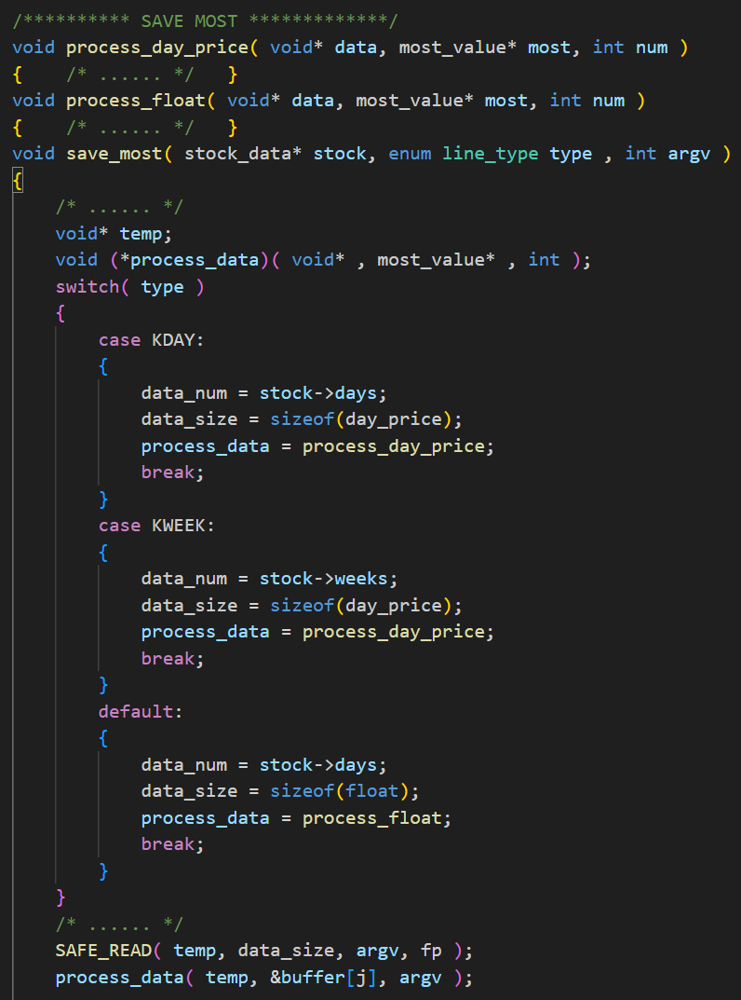 /********** SAVE MOST *************/
void process_day_price( void* data, most_value* most, int num )
{    /* ...... */   }
void process_float( void* data, most_value* most, int num )
{    /* ...... */   }
void save_most( stock_data* stock, enum line_type type , int argv )
{
    /* ...... */
    void* temp;
    void (*process_data)( void* , most_value* , int );
    switch( type )
    {
        case KDAY:
        {
            data_num = stock->days;
            data_size = sizeof(day_price);
            process_data = process_day_price;
            break;
        }
        case KWEEK:
        {
            data_num = stock->weeks;
            data_size = sizeof(day_price);
            process_data = process_day_price;
            break;
        }
        default:
        {
            data_num = stock->days;
            data_size = sizeof(float);
            process_data = process_float;
            break;
        }
    }
    /* ...... */
    SAFE_READ( temp, data_size, argv, fp );
    process_data( temp, &buffer[j], argv );